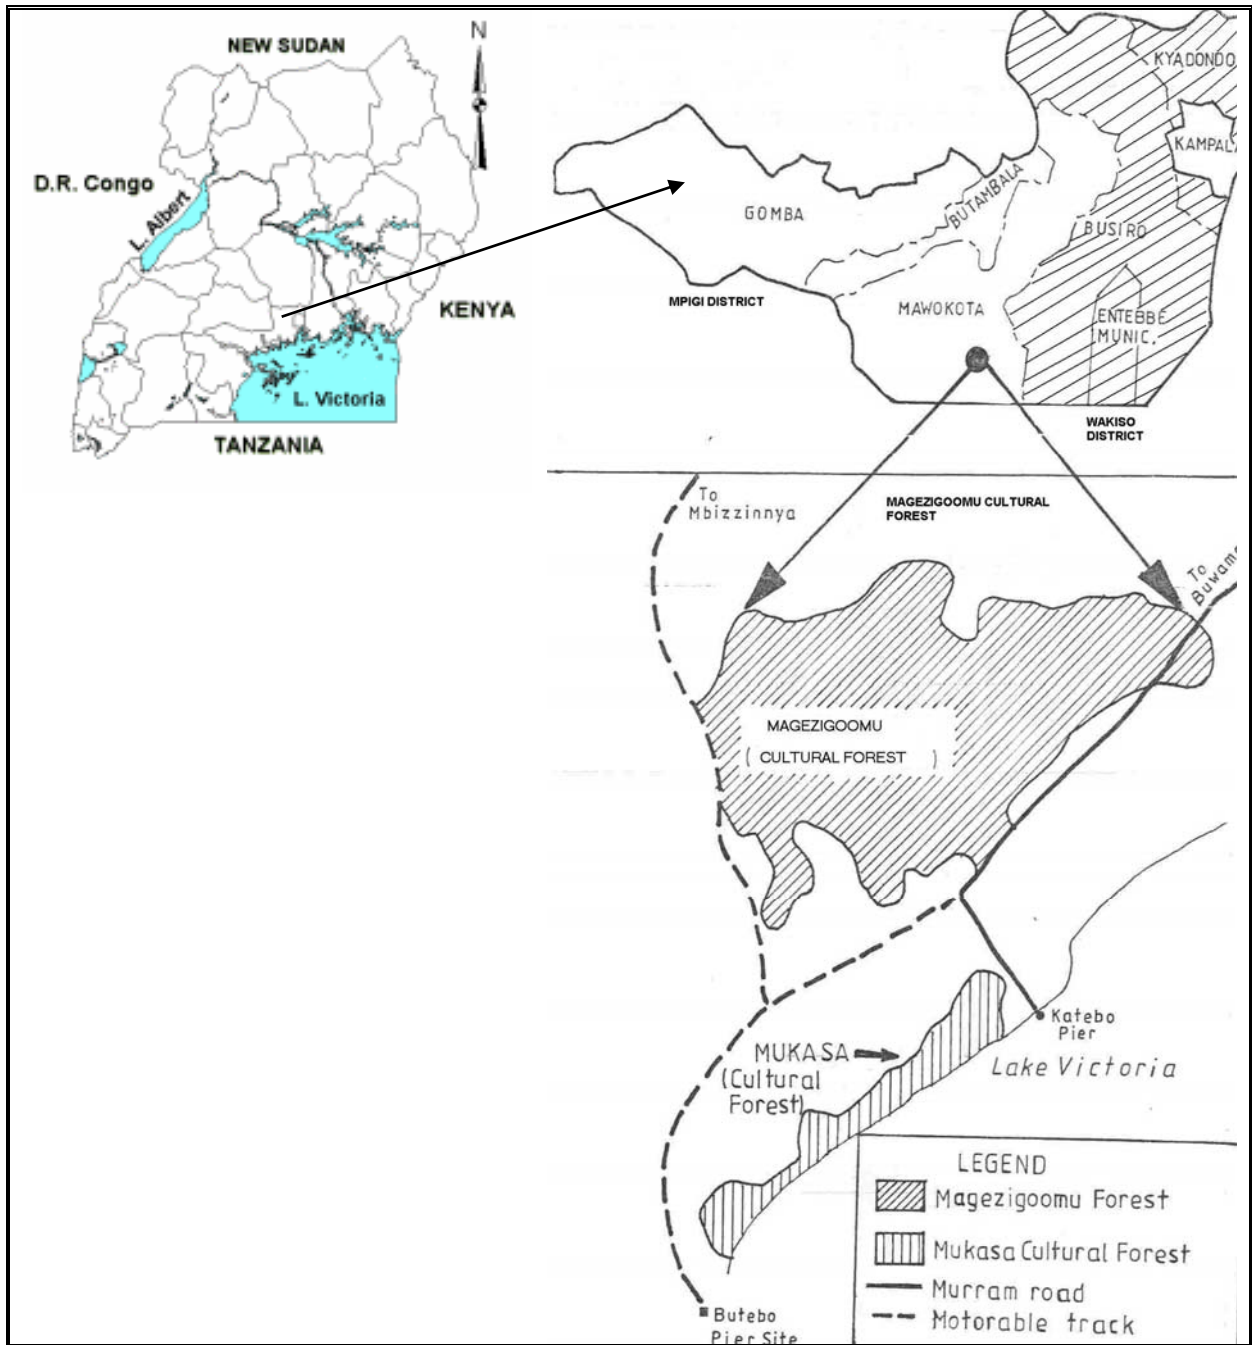 NEW SUDAN
N
D.R. Congo
L. Albert
KENYA
L. Victoria
TANZANIA
KYADONDO
KAMPAL
GOMBA
BUTAMBALA
BUSIRO
MPIGI DISTRICT
MAWOKOTA
ENTEBBE
MUNIC.
WAKISO
DISTRICT
To
Mbizzinnya
MAGEZIGOOMU CULTURAL
FOREST
To
Buwama
MAGEZIGOOMU
( CULTURAL FOREST )
Katebo
Pier
MUKASA
(Cultural
Forest)
Lake Victoria
LEGEND
Magezigoomu Forest
Mukasa Cultural Forest
Murram road
Motorable track
Butebo
Pier Site